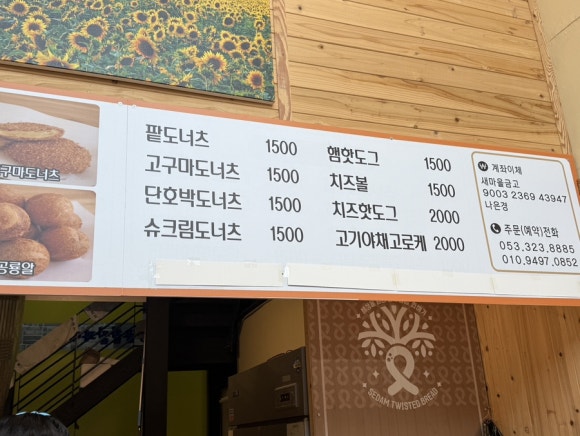 구마도너츠
공룡알
팥도너츠 1500
고구마도너츠 1500
단호박도너츠 1500
슈크림도너츠 1500
햄핫도그 1500
치즈볼 1500
치즈핫도그 2000
고기야채고로케 2000
₩ 계좌이체
새마을금고
9003 2369 43947
나은경
주문(예약)전화
053.323.8885
010.9497.0852
SEDAM TWISTED BREAD